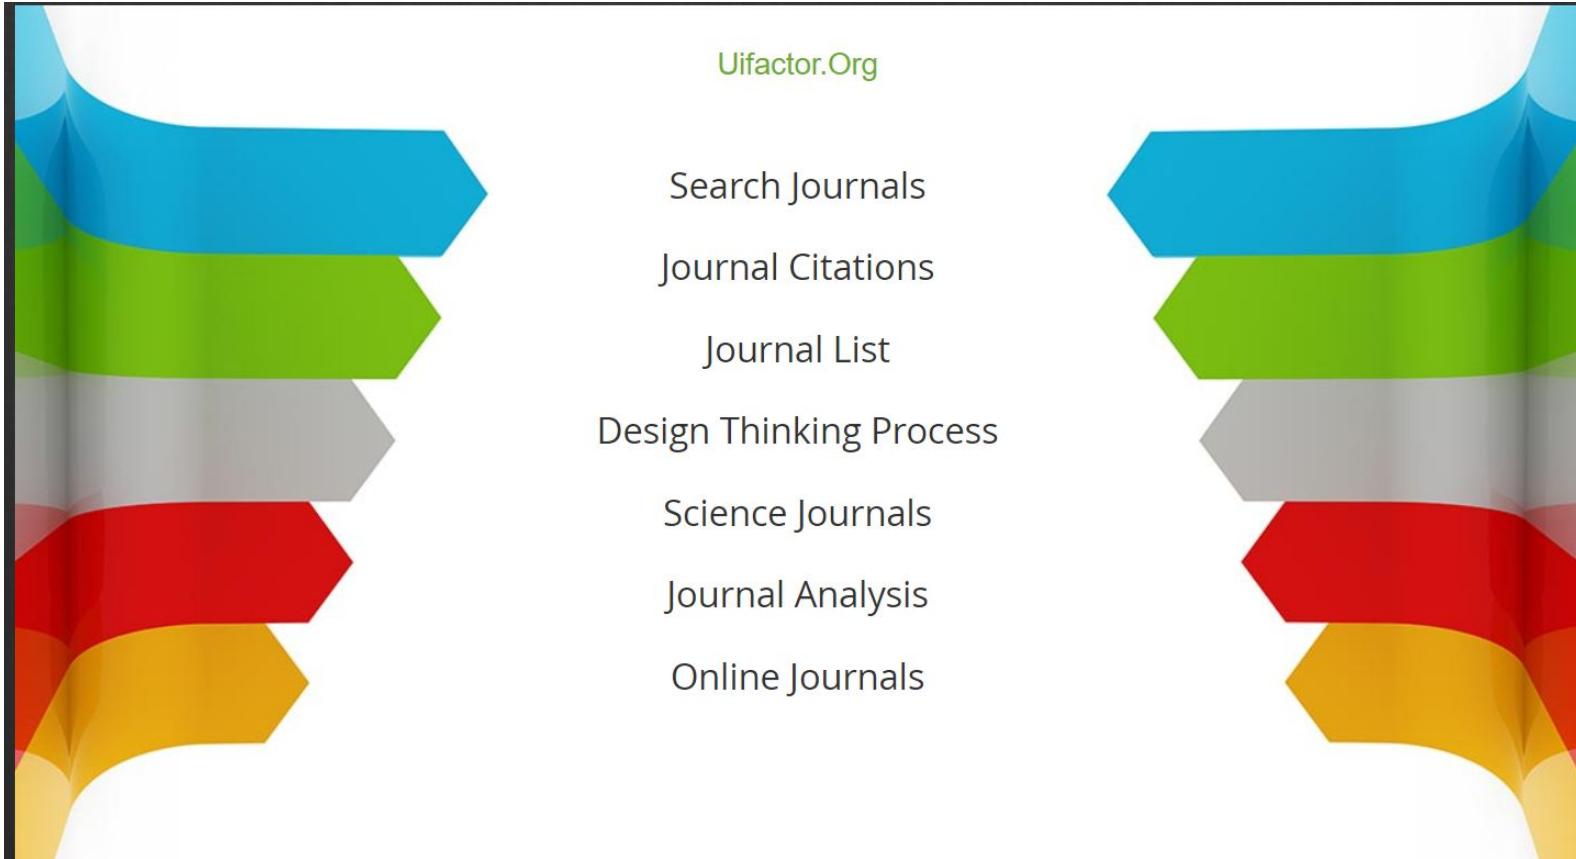 Uifactor.Org
Search Journals
Journal Citations
Journal List
Design Thinking Process
Science Journals
Journal Analysis
Online Journals